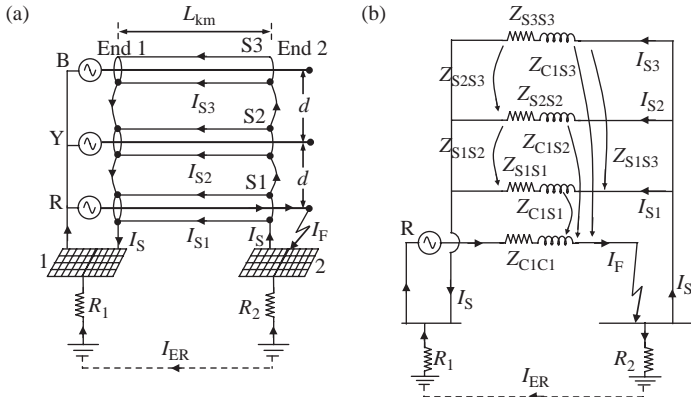 (a)
L_km
End 1
S3
End 2
B
I_S3
d
S2
Y
I_S2
d
S1
R
I_S
I_S1
I_S
I_F
1
2
R_1
R_2
I_ER
(b)
Z_S3S3
Z_C1S3
I_S3
Z_S2S3
Z_S2S2
I_S2
Z_C1S2
Z_S1S2
Z_S1S1
Z_S1S3
Z_C1S1
I_S1
R
Z_C1C1
I_F
I_S
I_S
R_1
R_2
I_ER